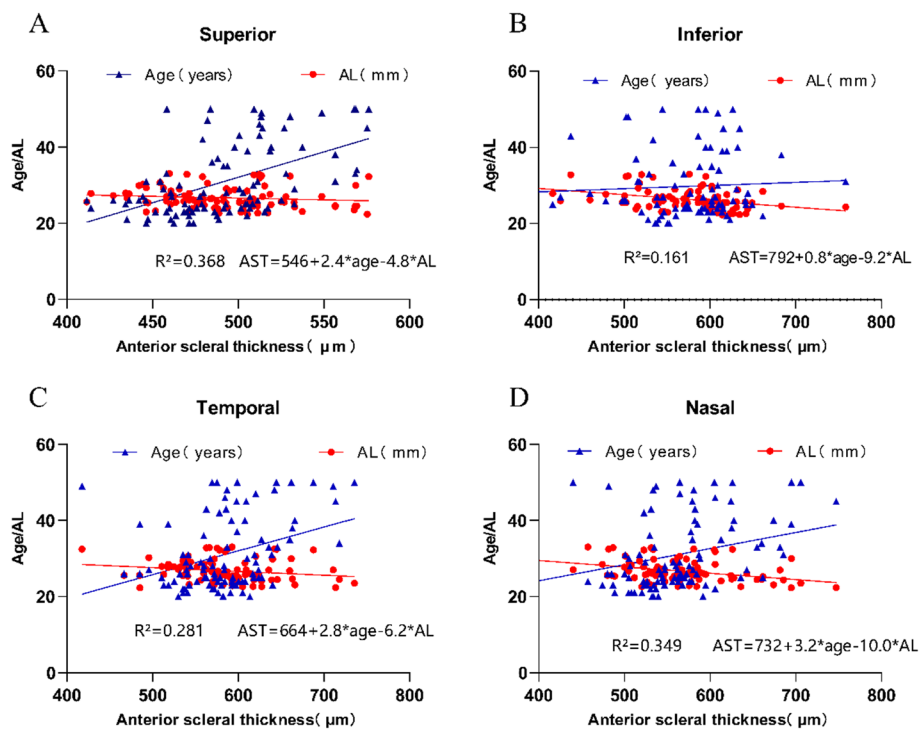 A
Superior
Age( years) AL( mm)
60
40
20
0
Age/AL
R²=0.368 AST=546+2.4*age-4.8*AL
400 450 500 550 600
Anterior scleral thickness( μm)
B
Inferior
Age( years) AL( mm)
60
40
20
0
Age/AL
R²=0.161 AST=792+0.8*age-9.2*AL
400 500 600 700 800
Anterior scleral thickness( μm)
C
Temporal
Age( years) AL( mm)
60
40
20
0
Age/AL
R²=0.281 AST=664+2.8*age-6.2*AL
400 500 600 700 800
Anterior scleral thickness( μm)
D
Nasal
Age( years) AL( mm)
60
40
20
0
Age/AL
R²=0.349 AST=732+3.2*age-10.0*AL
400 500 600 700 800
Anterior scleral thickness( μm)